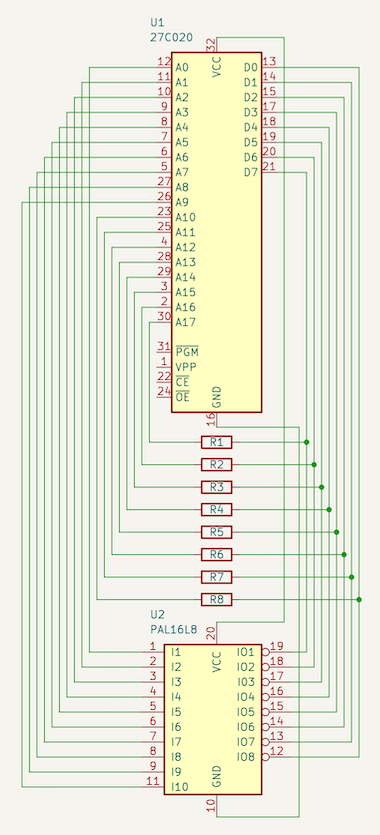 U1
27C020
32
VCC
12 A0 D0 13
11 A1 D1 14
10 A2 D2 15
9 A3 D3 17
8 A4 D4 18
7 A5 D5 19
6 A6 D6 20
5 A7 D7 21
27 A8
26 A9
23 A10
25 A11
4 A12
28 A13
29 A14
3 A15
2 A16
30 A17
31 PGM
1 VPP
22 CE
24 OE
GND
16
R1
R2
R3
R4
R5
R6
R7
R8
U2
PAL16L8
20
VCC
1 I1 IO1 19
2 I2 IO2 18
3 I3 IO3 17
4 I4 IO4 16
5 I5 IO5 15
6 I6 IO6 14
7 I7 IO7 13
8 I8 IO8 12
9 I9
11 I10
GND
10